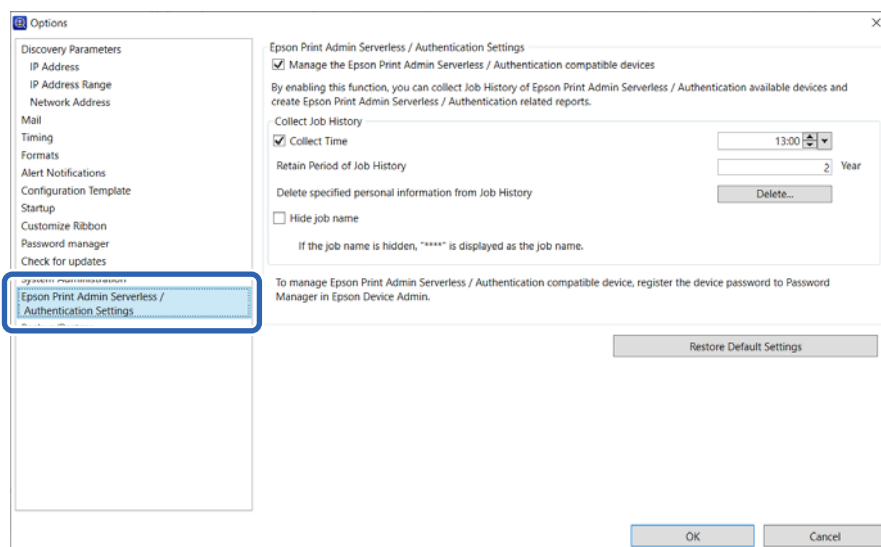 Options
Discovery Parameters
IP Address
IP Address Range
Network Address
Mail
Timing
Formats
Alert Notifications
Configuration Template
Startup
Customize Ribbon
Password manager
Check for updates
System Administration
Epson Print Admin Serverless /
Authentication Settings
Epson Print Admin Serverless / Authentication Settings
Manage the Epson Print Admin Serverless / Authentication compatible devices
By enabling this function, you can collect Job History of Epson Print Admin Serverless / Authentication available devices and
create Epson Print Admin Serverless / Authentication related reports.
Collect Job History
Collect Time 13:00
Retain Period of Job History 2 Year
Delete specified personal information from Job History Delete...
Hide job name
If the job name is hidden, "****" is displayed as the job name.
To manage Epson Print Admin Serverless / Authentication compatible device, register the device password to Password
Manager in Epson Device Admin.
Restore Default Settings
OK Cancel